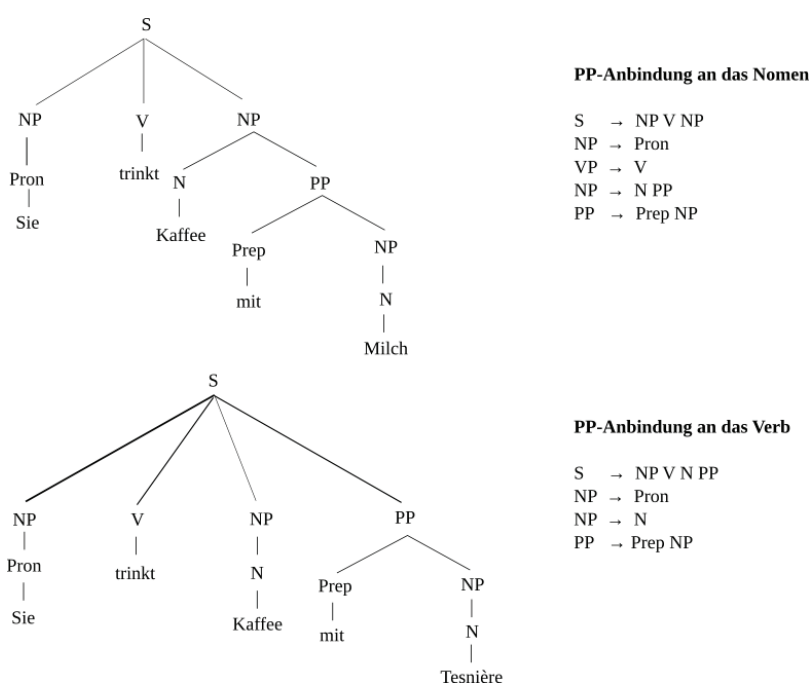 S
NP V NP
Pron trinkt N PP
Sie Kaffee Prep NP
mit N
Milch
PP-Anbindung an das Nomen
S → NP V NP
NP → Pron
VP → V
NP → N PP
PP → Prep NP
S
NP V NP PP
Pron trinkt N Prep NP
Sie Kaffee mit N
Tesnière
PP-Anbindung an das Verb
S → NP V N PP
NP → Pron
NP → N
PP → Prep NP